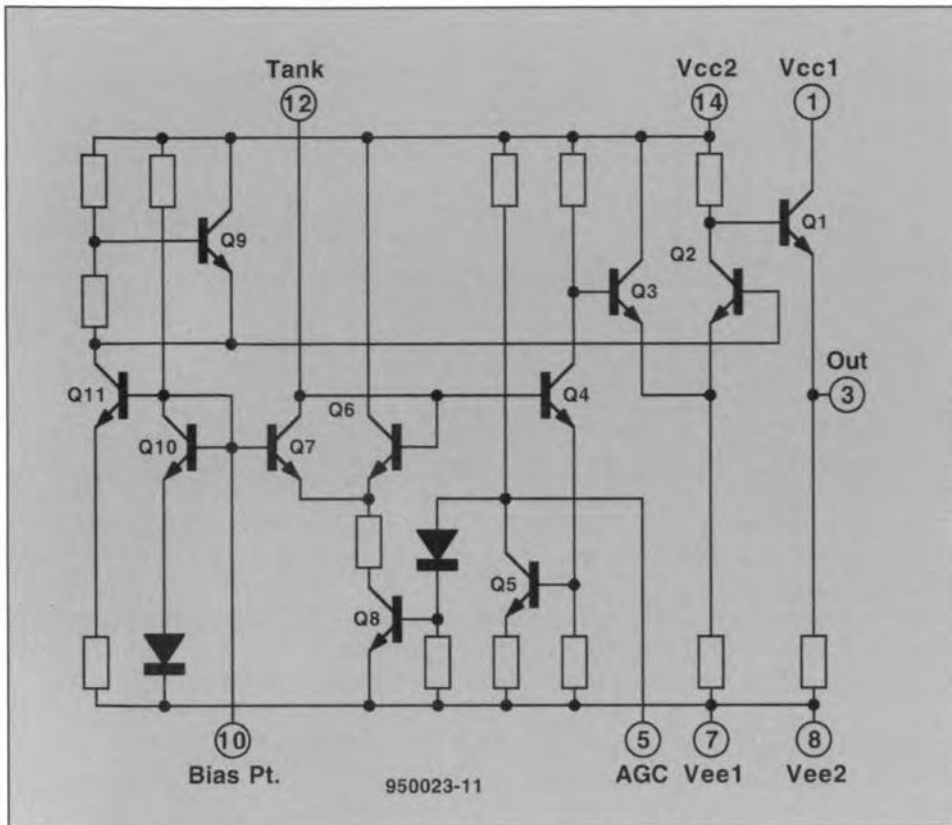 Tank Vcc2 Vcc1
12 14 1
Q9 Q1
Q2
Q3
Out
3
Q11 Q6 Q4
Q10 Q7
Q5
Q8
10 5 7 8
Bias Pt. AGC Vee1 Vee2
950023-11